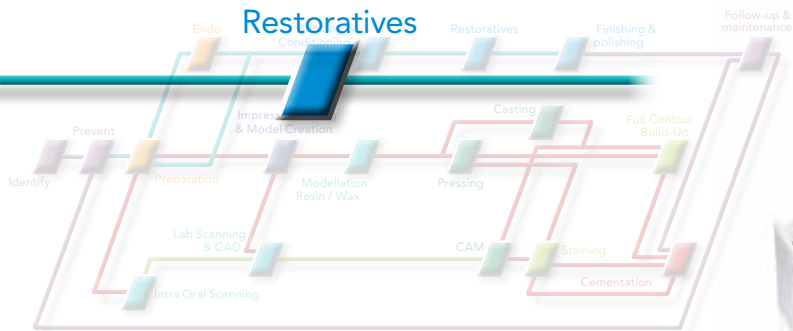 Restoratives
Endo
Conditioning
Restoratives
Finishing &
polishing
Follow-up &
maintenance
Casting
Full Contour
Build-Up
& Model Creation
Prevent
Identify
Preparation
Modellation
Resin / Wax
Pressing
Lab Scanning
& CAD
CAM
Staining
Cementation
Intra Oral Scanning